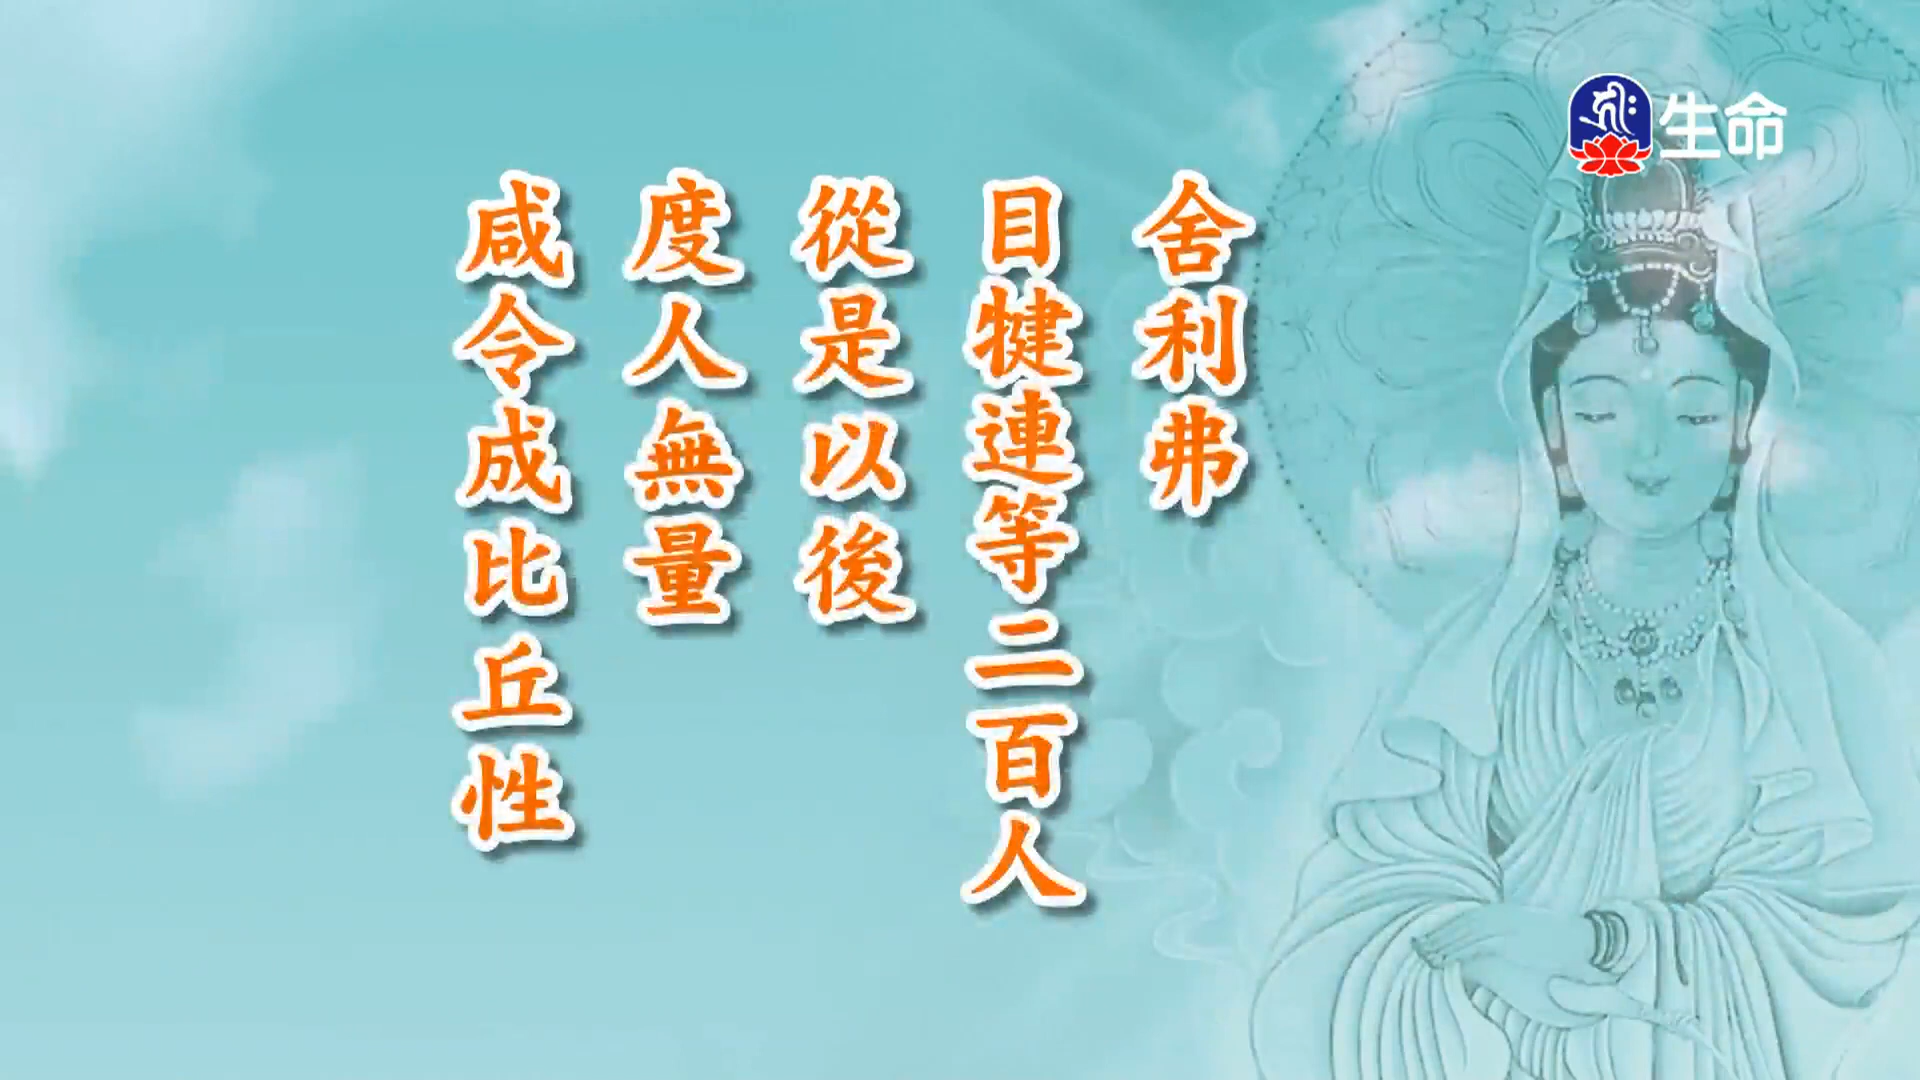 舍利弗
目犍連等二百人
從是以後
度人無量
咸令成比丘性
生命